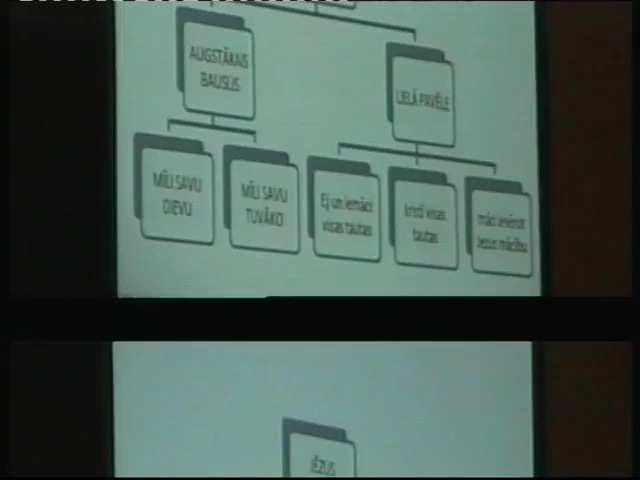 AUGSTĀKAIS
BAUSLIS
LIELĀ PAVĒLE
MĪLI SAVU
DIEVU
MĪLI SAVU
TUVĀKO
Ej un iemāci
visas tautas
kristī visas
tautas
māci ievērot
Jēzus mācību
JĒZUS